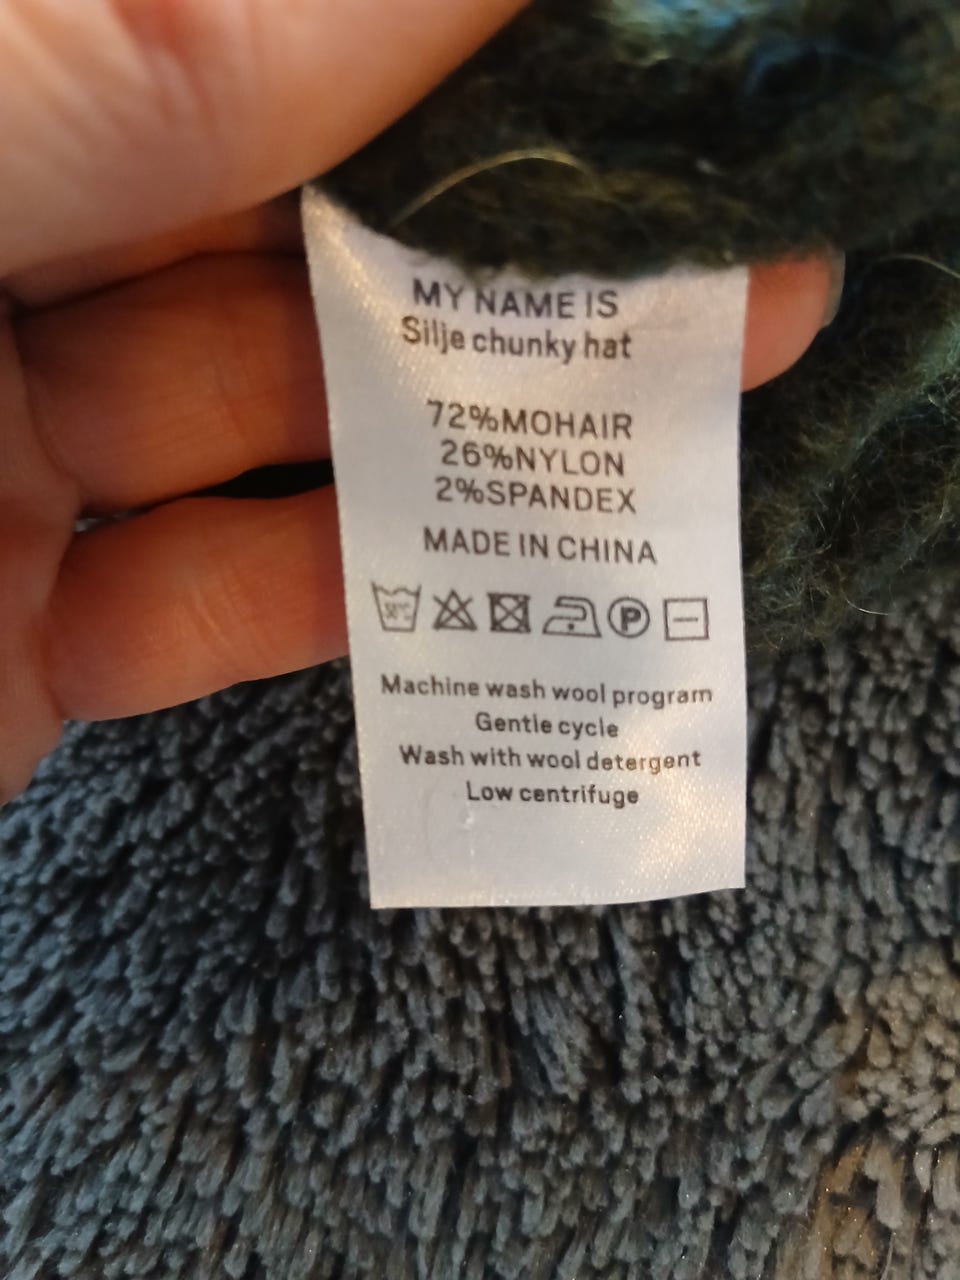 MY NAME IS
Silje chunky hat
72%MOHAIR
26%NYLON
2%SPANDEX
MADE IN CHINA
30°C P
Machine wash wool program
Gentle cycle
Wash with wool detergent
Low centrifuge